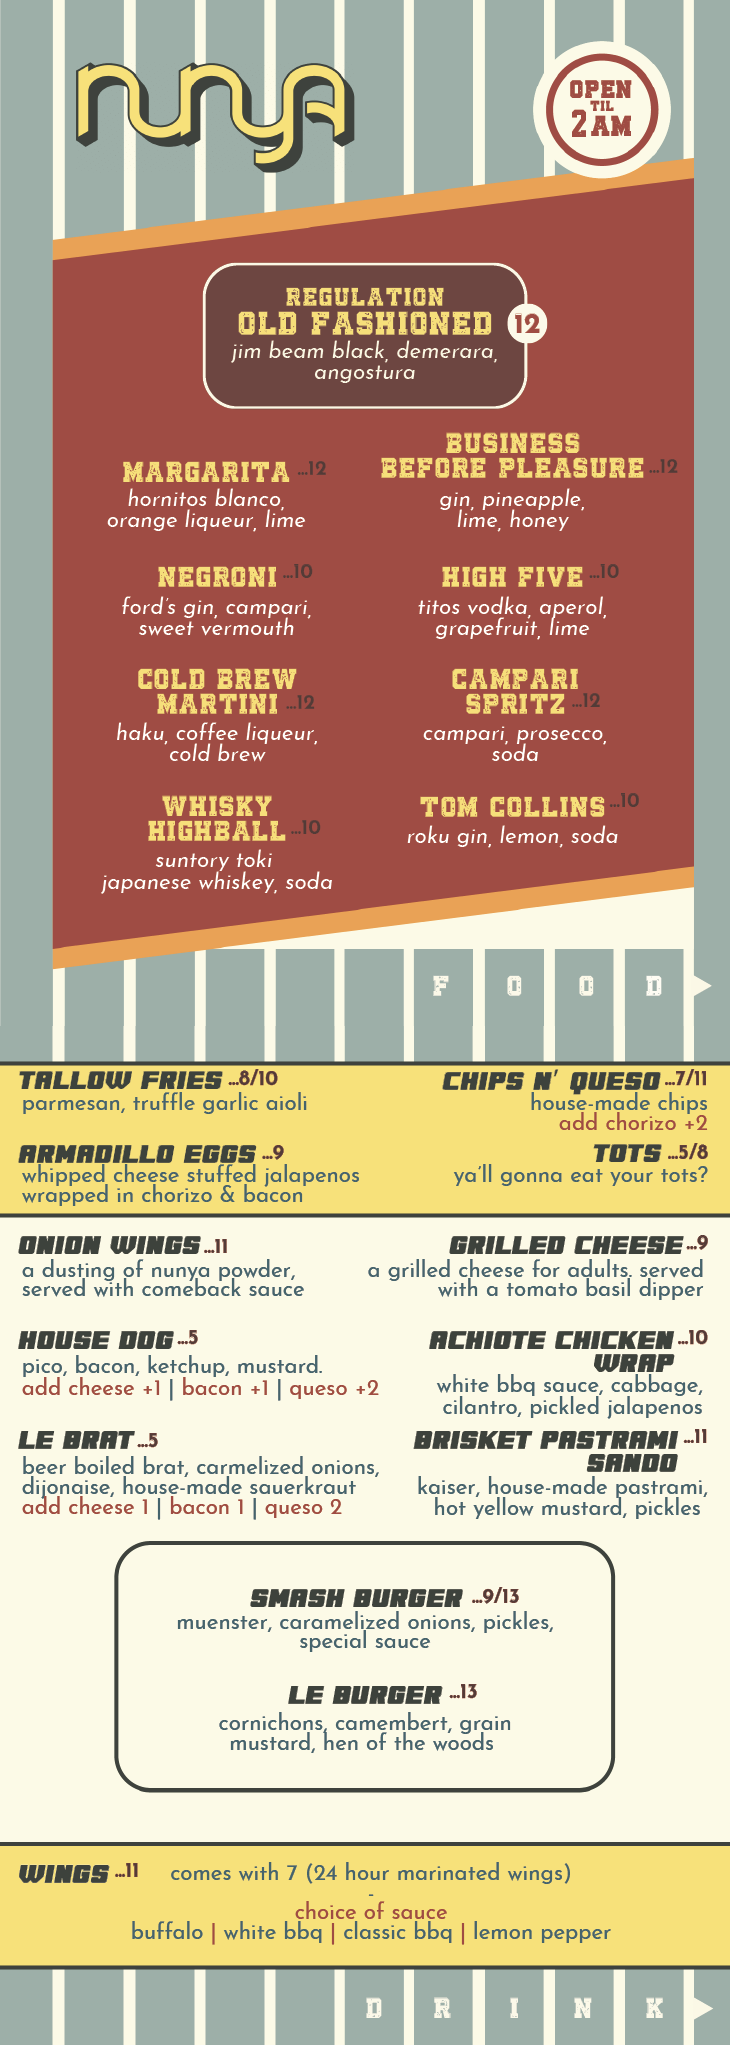 nunya
OPEN
TIL
2AM
REGULATION
OLD FASHIONED 12
jim beam black, demerara,
angostura
MARGARITA ...12
hornitos blanco,
orange liqueur, lime
BUSINESS
BEFORE PLEASURE ...12
gin, pineapple,
lime, honey
NEGRONI ...10
ford's gin, campari,
sweet vermouth
HIGH FIVE ...10
titos vodka, aperol,
grapefruit, lime
COLD BREW
MARTINI ...12
haku, coffee liqueur,
cold brew
CAMPARI
SPRITZ ...12
campari, prosecco,
soda
WHISKY
HIGHBALL ...10
suntory toki
japanese whiskey, soda
TOM COLLINS ...10
roku gin, lemon, soda
FOOD
TALLOW FRIES ...8/10
parmesan, truffle garlic aioli
CHIPS N' QUESO ...7/11
house-made chips
add chorizo +2
ARMADILLO EGGS ...9
whipped cheese stuffed jalapenos
wrapped in chorizo & bacon
TOTS ...5/8
ya'll gonna eat your tots?
ONION WINGS ...11
a dusting of nunya powder,
served with comeback sauce
GRILLED CHEESE ...9
a grilled cheese for adults. served
with a tomato basil dipper
HOUSE DOG ...5
pico, bacon, ketchup, mustard.
add cheese +1 | bacon +1 | queso +2
ACHIOTE CHICKEN ...10
WRAP
white bbq sauce, cabbage,
cilantro, pickled jalapenos
LE BRAT ...5
beer boiled brat, carmelized onions,
dijonaise, house-made sauerkraut
add cheese 1 | bacon 1 | queso 2
BRISKET PASTRAMI ...11
SANDO
kaiser, house-made pastrami,
hot yellow mustard, pickles
SMASH BURGER ...9/13
muenster, caramelized onions, pickles,
special sauce
LE BURGER ...13
cornichons, camembert, grain
mustard, hen of the woods
WINGS ...11 comes with 7 (24 hour marinated wings)
-
choice of sauce
buffalo | white bbq | classic bbq | lemon pepper
DRINK